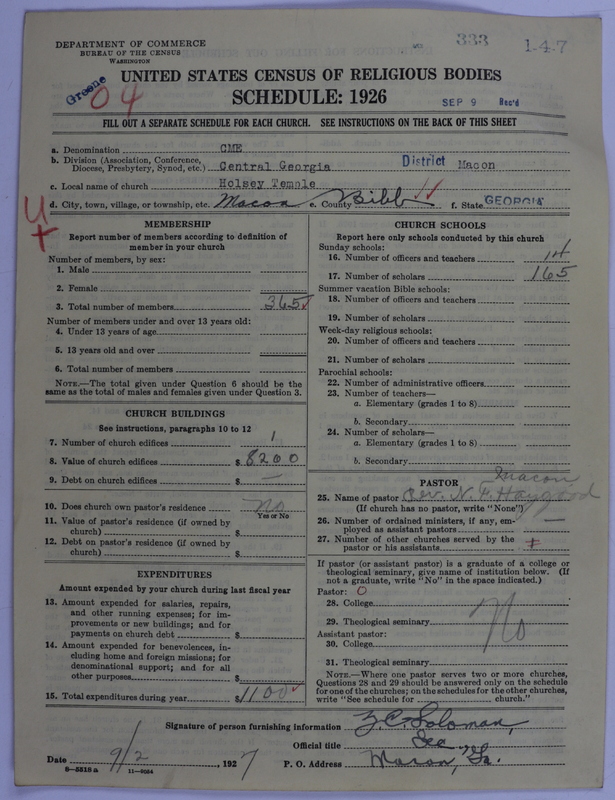 DEPARTMENT OF COMMERCE
BUREAU OF THE CENSUS
WASHINGTON
333
1-4-7
UNITED STATES CENSUS OF RELIGIOUS BODIES
Greene
04
SCHEDULE: 1926
SEP 9 Rec'd
FILL OUT A SEPARATE SCHEDULE FOR EACH CHURCH. SEE INSTRUCTIONS ON THE BACK OF THIS SHEET
a. Denomination CME
b. Division (Association, Conference, Diocese, Presbytery, Synod, etc.) Central Georgia District Macon
c. Local name of church Holsey Temple
d. City, town, village, or township, etc. Macon e. County Bibb f. State GEORGIA
MEMBERSHIP
Report number of members according to definition of
member in your church
Number of members, by sex:
1. Male
2. Female
3. Total number of members 365
Number of members under and over 13 years old:
4. Under 13 years of age
5. 13 years old and over
6. Total number of members
NOTE.—The total given under Question 6 should be the
same as the total of males and females given under Question 3.
CHURCH BUILDINGS
See instructions, paragraphs 10 to 12
7. Number of church edifices 1
8. Value of church edifices $ 8200
9. Debt on church edifices $ —
10. Does church own pastor's residence No
Yes or No
11. Value of pastor's residence (if owned by
church) $
12. Debt on pastor's residence (if owned by
church) $
EXPENDITURES
Amount expended by your church during last fiscal year
13. Amount expended for salaries, repairs,
and other running expenses; for im-
provements or new buildings; and for
payments on church debt $
14. Amount expended for benevolences, in-
cluding home and foreign missions; for
denominational support; and for all
other purposes $
15. Total expenditures during year $ 1100
CHURCH SCHOOLS
Report here only schools conducted by this church
Sunday schools:
16. Number of officers and teachers 14
17. Number of scholars 165
Summer vacation Bible schools:
18. Number of officers and teachers
19. Number of scholars
Week-day religious schools:
20. Number of officers and teachers
21. Number of scholars
Parochial schools:
22. Number of administrative officers
23. Number of teachers—
a. Elementary (grades 1 to 8)
b. Secondary
24. Number of scholars—
a. Elementary (grades 1 to 8)
b. Secondary
PASTOR
Macon
25. Name of pastor Rev. N. F. Haygood
(If church has no pastor, write "None")
26. Number of ordained ministers, if any, em-
ployed as assistant pastors —
27. Number of other churches served by the
pastor or his assistants
If pastor (or assistant pastor) is a graduate of a college or
theological seminary, give name of institution below. (If
not a graduate, write "No" in the space indicated.)
Pastor: O
28. College
29. Theological seminary No
Assistant pastor:
30. College
31. Theological seminary
NOTE.—Where one pastor serves two or more churches,
Questions 28 and 29 should be answered only on the schedule
for one of the churches; on the schedules for the other churches,
write "See schedule for church."
Signature of person furnishing information Z. C. Soloman,
Official title Sec
Date 9/2, 1927 P. O. Address Macon, Ga.
8—5518 a 11—9064